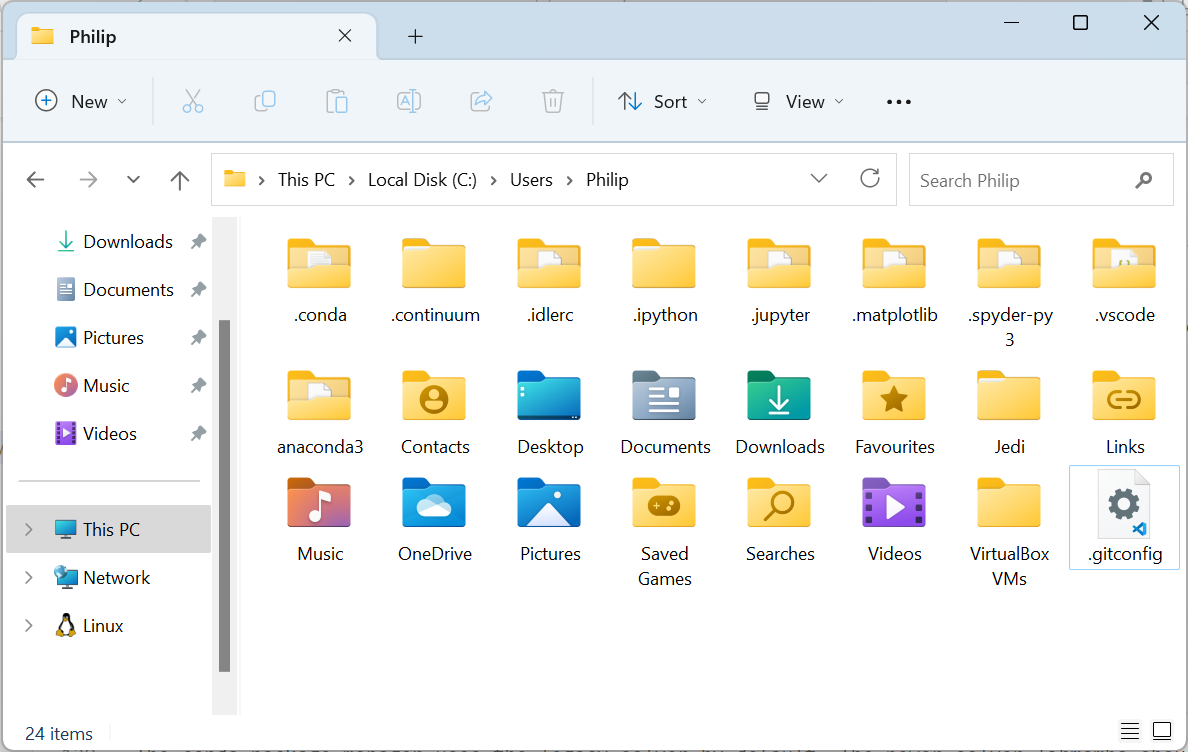 Philip
New
Sort
View
This PC
Local Disk (C:)
Users
Philip
Search Philip
Downloads
Documents
Pictures
Music
Videos
This PC
Network
Linux
.conda
.continuum
.idlerc
.ipython
.jupyter
.matplotlib
.spyder-py
3
.vscode
anaconda3
Contacts
Desktop
Documents
Downloads
Favourites
Jedi
Links
Music
OneDrive
Pictures
Saved
Games
Searches
Videos
VirtualBox
VMs
.gitconfig
24 items